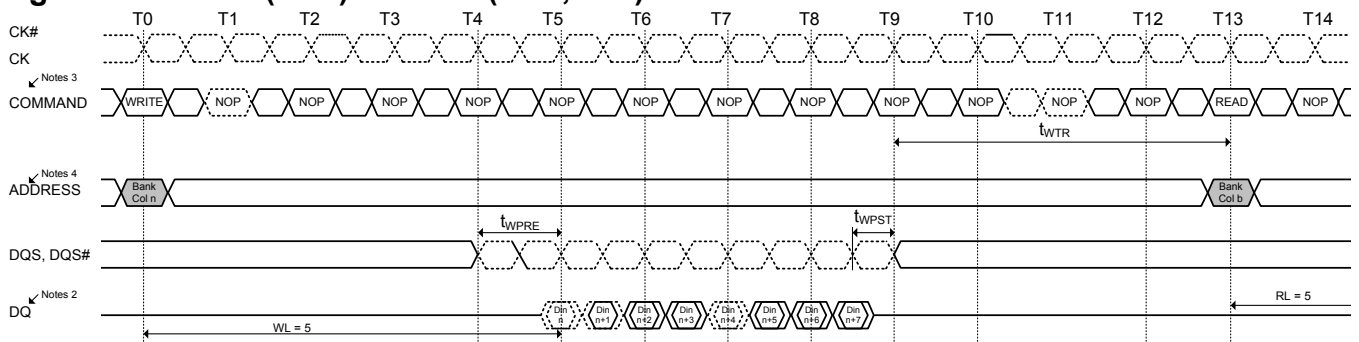 T0 T1 T2 T3 T4 T5 T6 T7 T8 T9 T10 T11 T12 T13 T14
CK#
CK
Notes 3
COMMAND WRITE NOP NOP NOP NOP NOP NOP NOP NOP NOP NOP NOP NOP READ NOP
tWTR
Notes 4
ADDRESS Bank Col n Bank Col b
tWPRE tWPST
DQS, DQS#
Notes 2
DQ Din n Din n+1 Din n+2 Din n+3 Din n+4 Din n+5 Din n+6 Din n+7
WL = 5
RL = 5